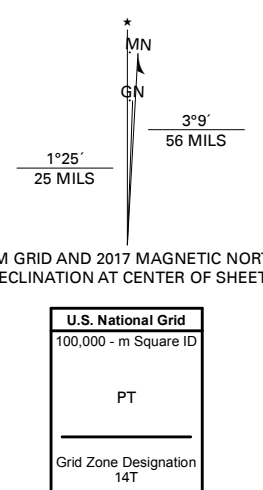 MN
GN
3°9´
56 MILS
1°25´
25 MILS
M GRID AND 2017 MAGNETIC NORT
ECLINATION AT CENTER OF SHEET
U.S. National Grid
100,000 - m Square ID
PT
Grid Zone Designation
14T